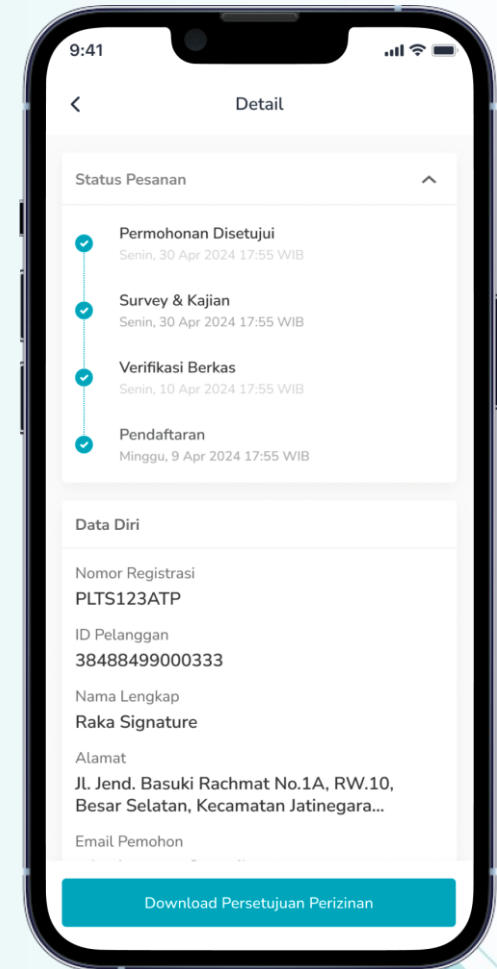 9:41
Detail
Status Pesanan
Permohonan Disetujui
Senin, 30 Apr 2024 17:55 WIB
Survey & Kajian
Senin, 30 Apr 2024 17:55 WIB
Verifikasi Berkas
Senin, 10 Apr 2024 17:55 WIB
Pendaftaran
Minggu, 9 Apr 2024 17:55 WIB
Data Diri
Nomor Registrasi
PLTS123ATP
ID Pelanggan
38488499000333
Nama Lengkap
Raka Signature
Alamat
Jl. Jend. Basuki Rachmat No.1A, RW.10,
Besar Selatan, Kecamatan Jatinegara...
Email Pemohon
Download Persetujuan Perizinan